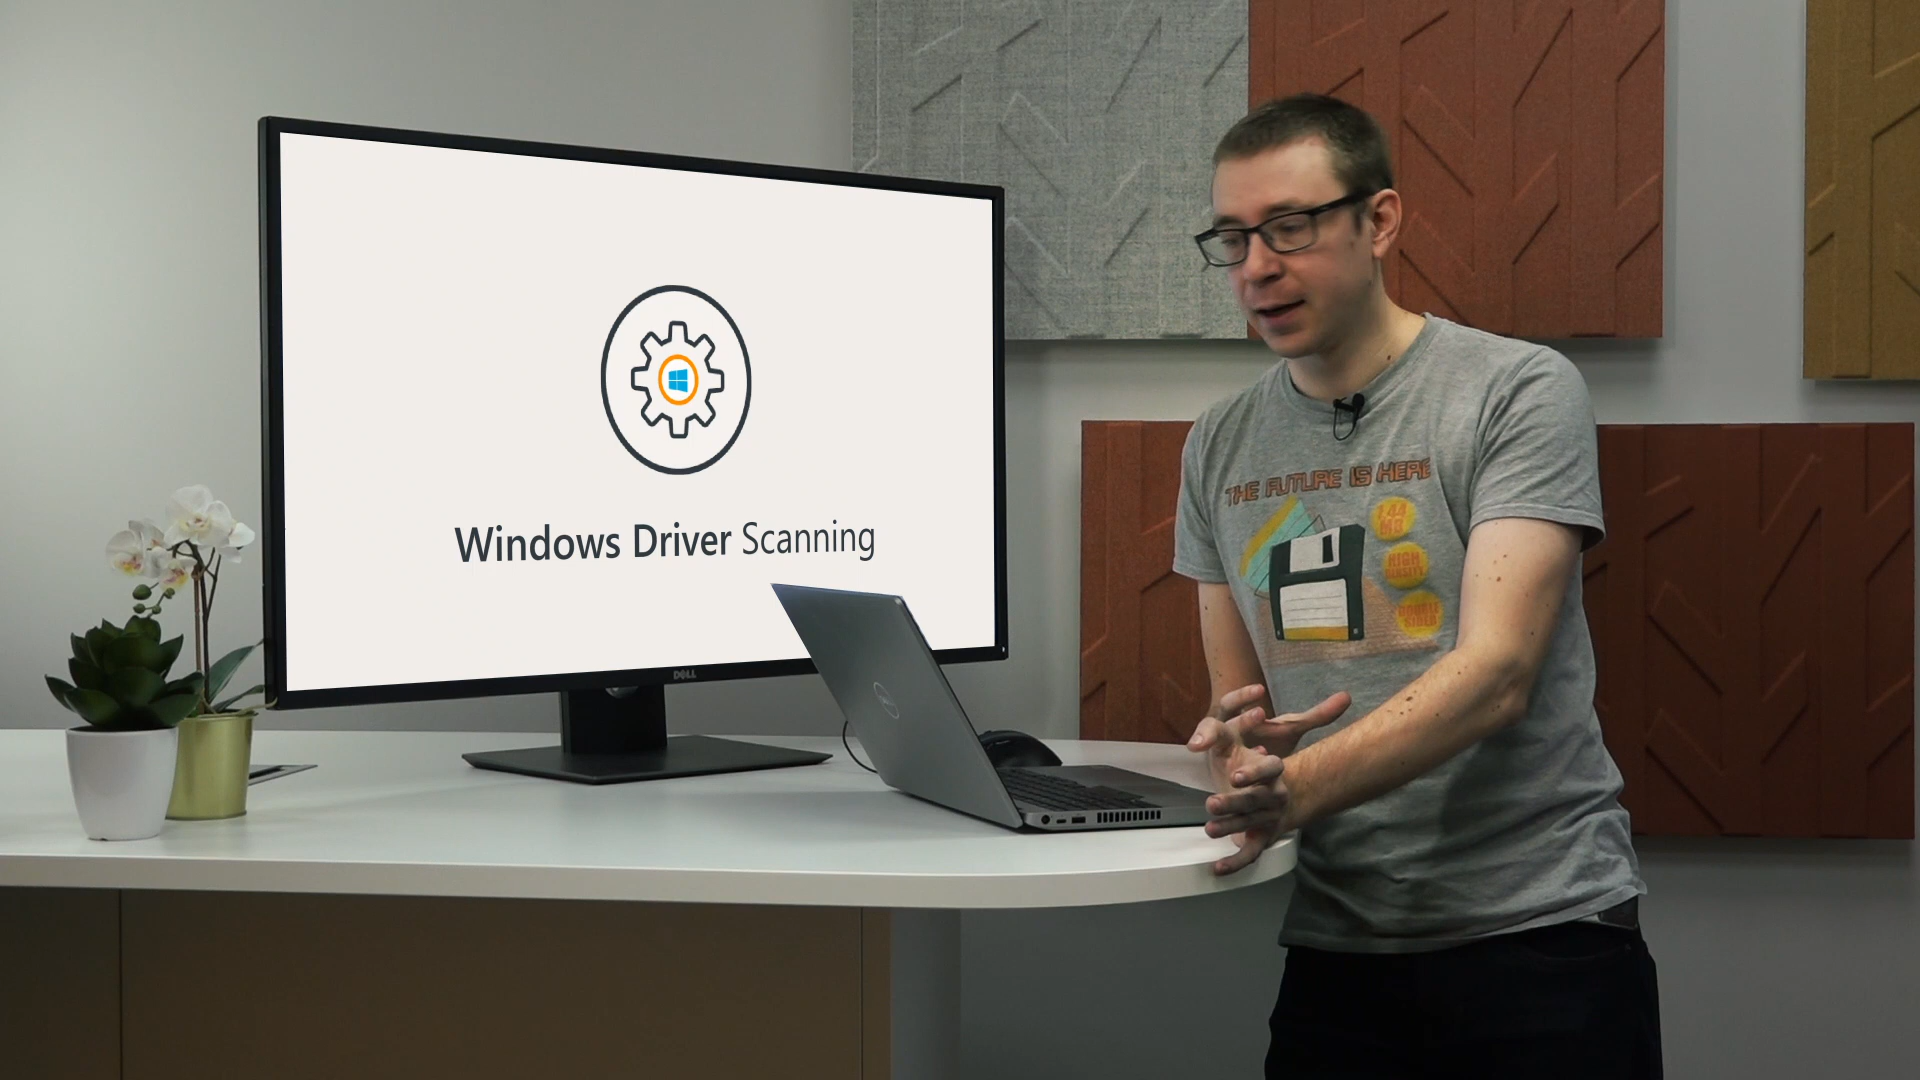 Windows Driver Scanning
DELL
THE FUTURE IS HERE
1.44
MB
HIGH
DENSITY
DOUBLE
SIDED